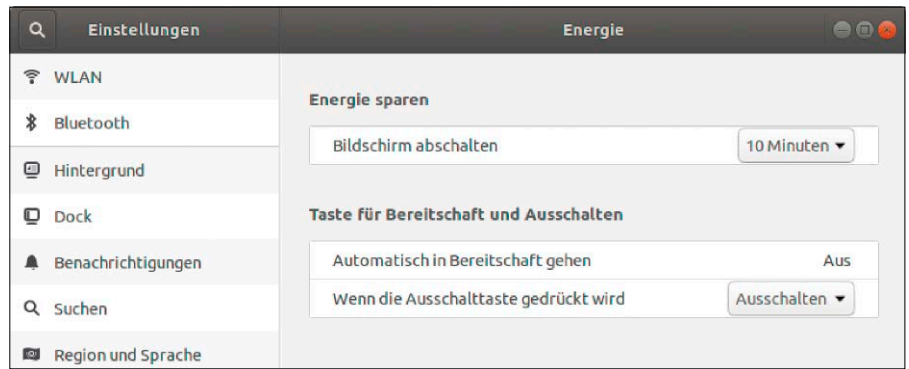 Einstellungen
Energie
WLAN
Bluetooth
Hintergrund
Dock
Benachrichtigungen
Suchen
Region und Sprache
Energie sparen
Bildschirm abschalten 10 Minuten
Taste für Bereitschaft und Ausschalten
Automatisch in Bereitschaft gehen Aus
Wenn die Ausschalttaste gedrückt wird Ausschalten